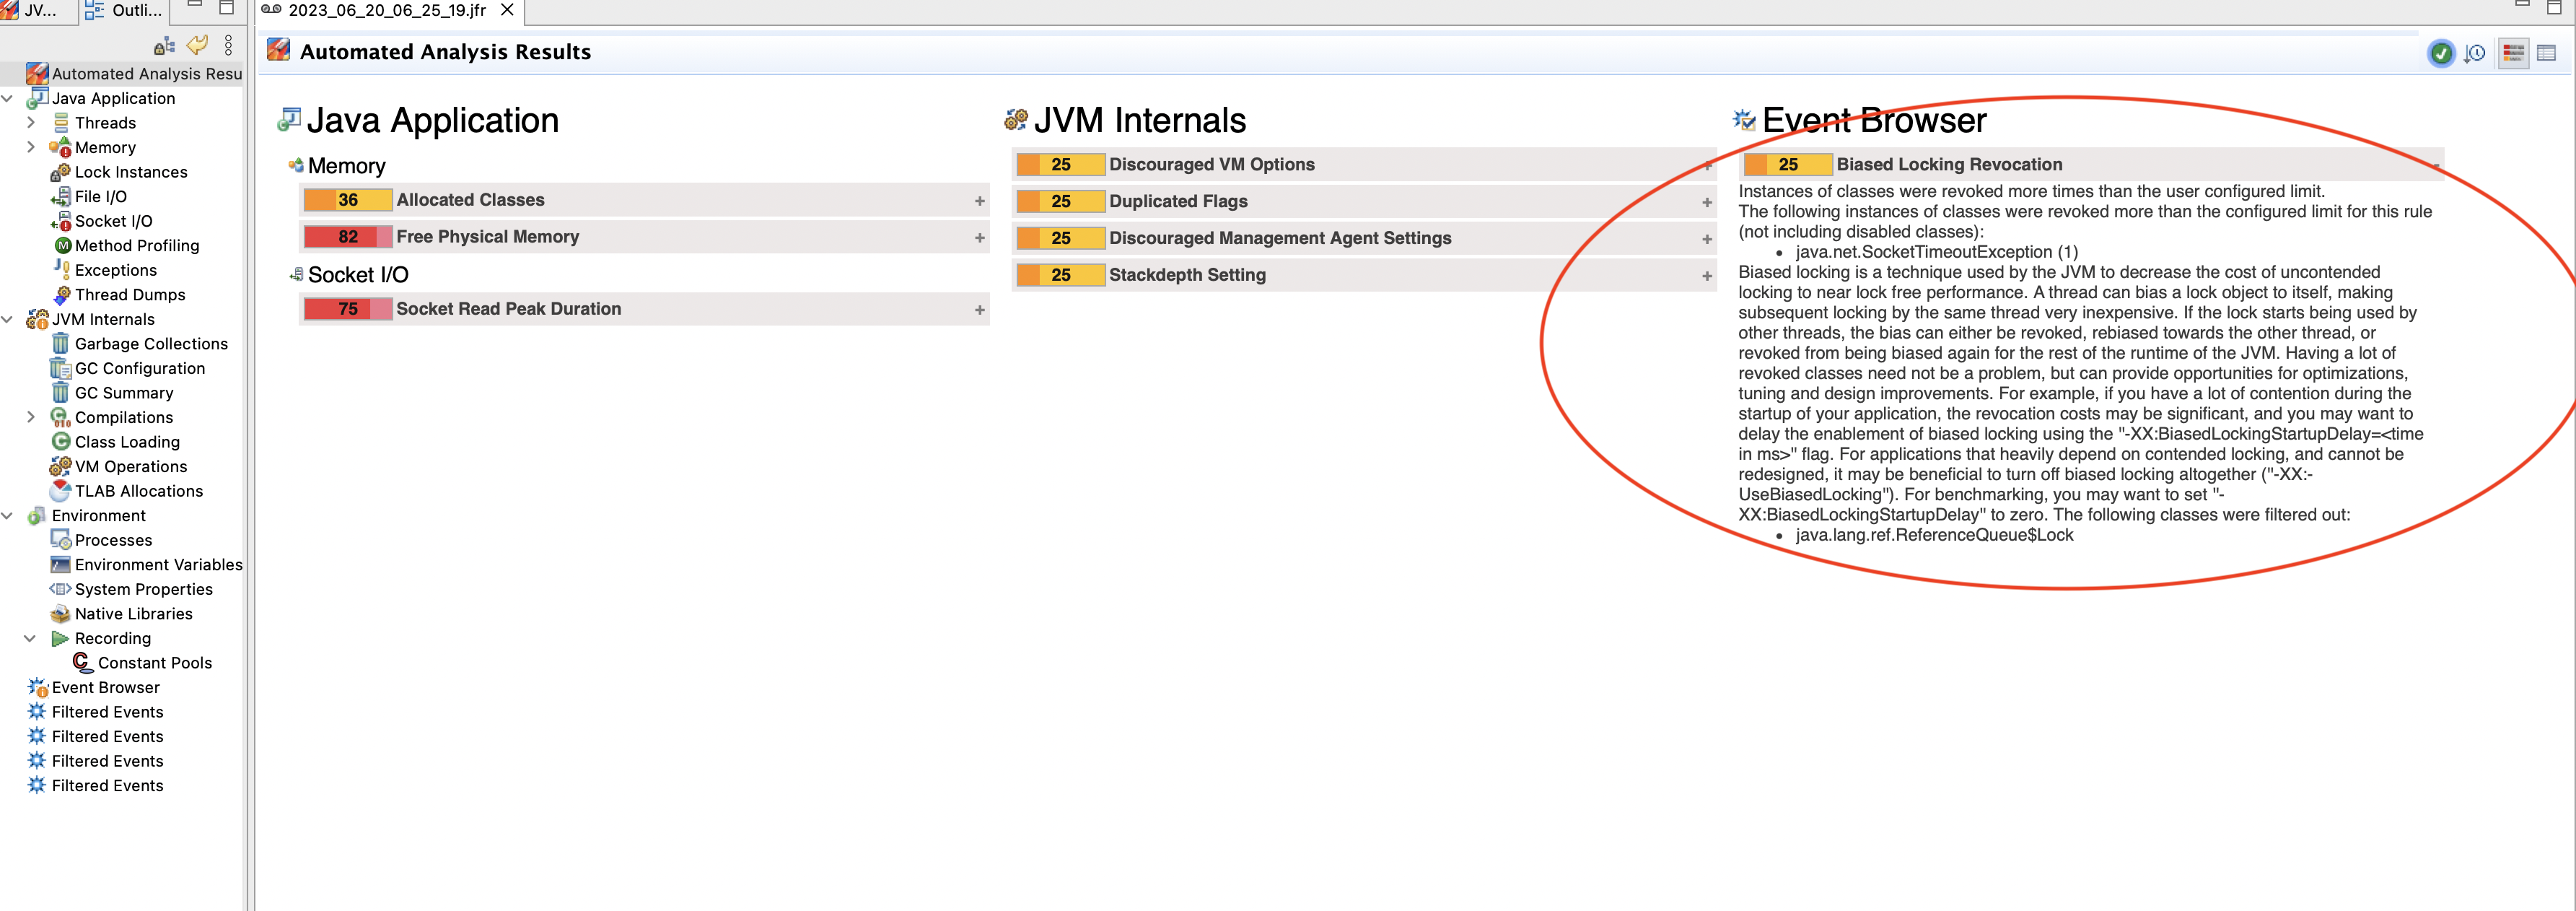 JV...
Outli...
2023_06_20_06_25_19.jfr
Automated Analysis Resu
Java Application
Threads
Memory
Lock Instances
File I/O
Socket I/O
Method Profiling
Exceptions
Thread Dumps
JVM Internals
Garbage Collections
GC Configuration
GC Summary
Compilations
Class Loading
VM Operations
TLAB Allocations
Environment
Processes
Environment Variables
System Properties
Native Libraries
Recording
Constant Pools
Event Browser
Filtered Events
Filtered Events
Filtered Events
Filtered Events
Automated Analysis Results
Java Application
Memory
36 Allocated Classes +
82 Free Physical Memory +
Socket I/O
75 Socket Read Peak Duration +
JVM Internals
25 Discouraged VM Options +
25 Duplicated Flags +
25 Discouraged Management Agent Settings +
25 Stackdepth Setting +
Event Browser
25 Biased Locking Revocation -
Instances of classes were revoked more times than the user configured limit.
The following instances of classes were revoked more than the configured limit for this rule
(not including disabled classes):
• java.net.SocketTimeoutException (1)
Biased locking is a technique used by the JVM to decrease the cost of uncontended
locking to near lock free performance. A thread can bias a lock object to itself, making
subsequent locking by the same thread very inexpensive. If the lock starts being used by
other threads, the bias can either be revoked, rebiased towards the other thread, or
revoked from being biased again for the rest of the runtime of the JVM. Having a lot of
revoked classes need not be a problem, but can provide opportunities for optimizations,
tuning and design improvements. For example, if you have a lot of contention during the
startup of your application, the revocation costs may be significant, and you may want to
delay the enablement of biased locking using the "-XX:BiasedLockingStartupDelay=<time
in ms>" flag. For applications that heavily depend on contended locking, and cannot be
redesigned, it may be beneficial to turn off biased locking altogether ("-XX:-
UseBiasedLocking"). For benchmarking, you may want to set "-
XX:BiasedLockingStartupDelay" to zero. The following classes were filtered out:
• java.lang.ref.ReferenceQueue$Lock